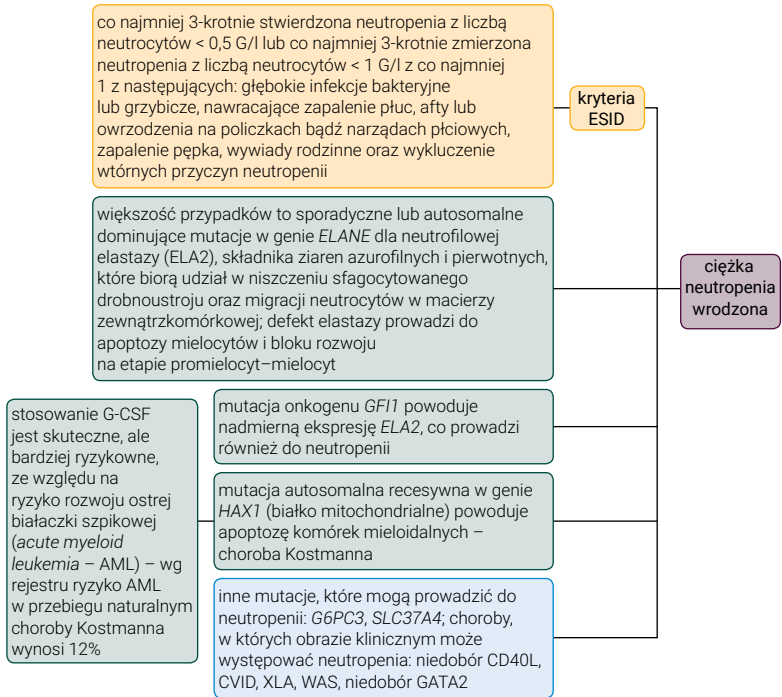 co najmniej 3-krotnie stwierdzona neutropenia z liczbą
neutrocytów < 0,5 G/l lub co najmniej 3-krotnie zmierzona
neutropenia z liczbą neutrocytów < 1 G/l z co najmniej
1 z następujących: głębokie infekcje bakteryjne
lub grzybicze, nawracające zapalenie płuc, afty lub
owrzodzenia na policzkach bądź narządach płciowych,
zapalenie pępka, wywiady rodzinne oraz wykluczenie
wtórnych przyczyn neutropenii
kryteria
ESID
większość przypadków to sporadyczne lub autosomalne
dominujące mutacje w genie ELANE dla neutrofilowej
elastazy (ELA2), składnika ziaren azurofilnych i pierwotnych,
które biorą udział w niszczeniu sfagocytowanego
drobnoustroju oraz migracji neutrocytów w macierzy
zewnątrzkomórkowej; defekt elastazy prowadzi do
apoptozy mielocytów i bloku rozwoju
na etapie promielocyt–mielocyt
ciężka
neutropenia
wrodzona
mutacja onkogenu GFI1 powoduje
nadmierną ekspresję ELA2, co prowadzi
również do neutropenii
stosowanie G-CSF
jest skuteczne, ale
bardziej ryzykowne,
ze względu na
ryzyko rozwoju ostrej
białaczki szpikowej
(acute myeloid
leukemia – AML) – wg
rejestru ryzyko AML
w przebiegu naturalnym
choroby Kostmanna
wynosi 12%
mutacja autosomalna recesywna w genie
HAX1 (białko mitochondrialne) powoduje
apoptozę komórek mieloidalnych –
choroba Kostmanna
inne mutacje, które mogą prowadzić do
neutropenii: G6PC3, SLC37A4; choroby,
w których obrazie klinicznym może
występować neutropenia: niedobór CD40L,
CVID, XLA, WAS, niedobór GATA2